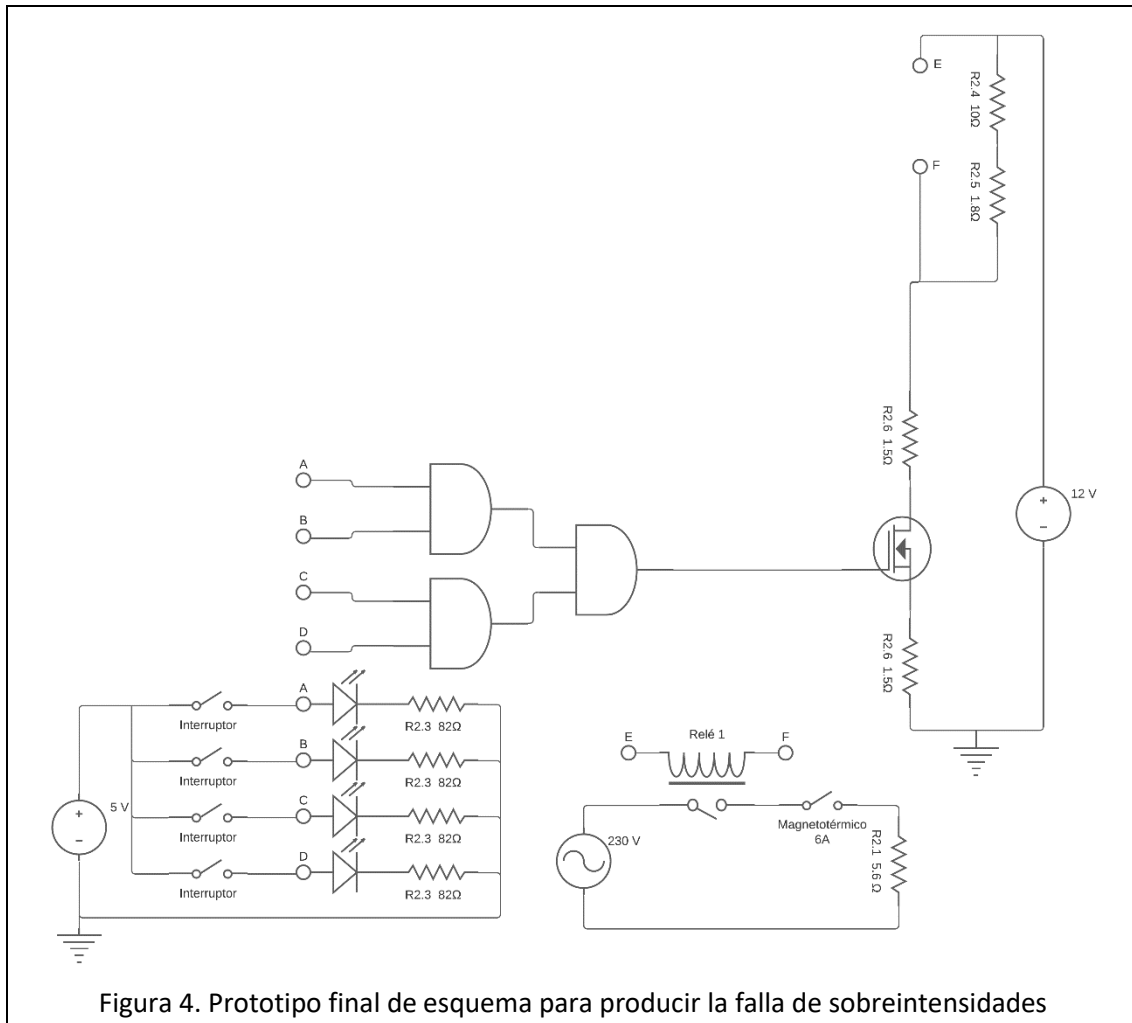 E
R2.4 10Ω
F
R2.5 1.8Ω
R2.6 1.5Ω
12 V
+
−
A
B
C
D
R2.6 1.5Ω
A
Interruptor
R2.3 82Ω
B
Interruptor
R2.3 82Ω
C
Interruptor
R2.3 82Ω
D
Interruptor
R2.3 82Ω
5 V
+
−
E
Relé 1
F
Magnetotérmico
6A
230 V
R2.1 5.6 Ω
Figura 4. Prototipo final de esquema para producir la falla de sobreintensidades